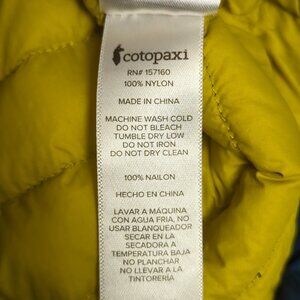 cotopaxi
RN# 157160
100% NYLON
MADE IN CHINA
MACHINE WASH COLD
DO NOT BLEACH
TUMBLE DRY LOW
DO NOT IRON
DO NOT DRY CLEAN
100% NAILON
HECHO EN CHINA
LAVAR A MÁQUINA
CON AGUA FRIA, NO
USAR BLANQUEADOR
SECAR EN LA
SECADORA A
TEMPERATURA BAJA
NO PLANCHAR
NO LLEVAR A LA
TINTORERIA